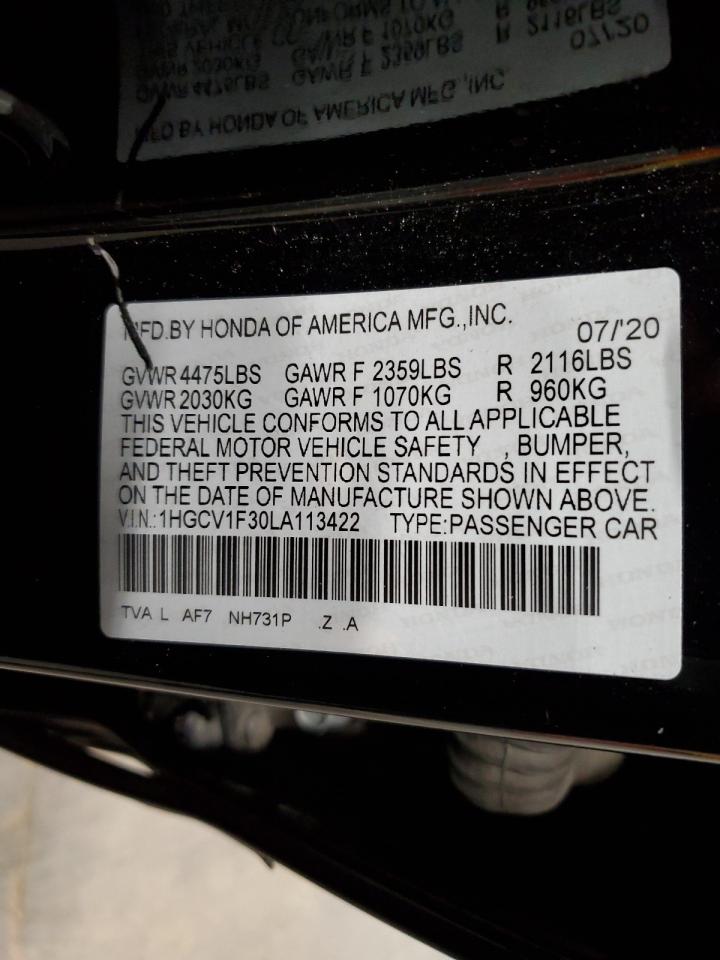 MFD.BY HONDA OF AMERICA MFG.,INC. 07/'20
GVWR 4475LBS GAWR F 2359LBS R 2116LBS
GVWR 2030KG GAWR F 1070KG R 960KG
THIS VEHICLE CONFORMS TO ALL APPLICABLE
FEDERAL MOTOR VEHICLE SAFETY , BUMPER,
AND THEFT PREVENTION STANDARDS IN EFFECT
ON THE DATE OF MANUFACTURE SHOWN ABOVE.
V.I.N.:1HGCV1F30LA113422 TYPE:PASSENGER CAR
TVA L AF7 NH731P .Z .A